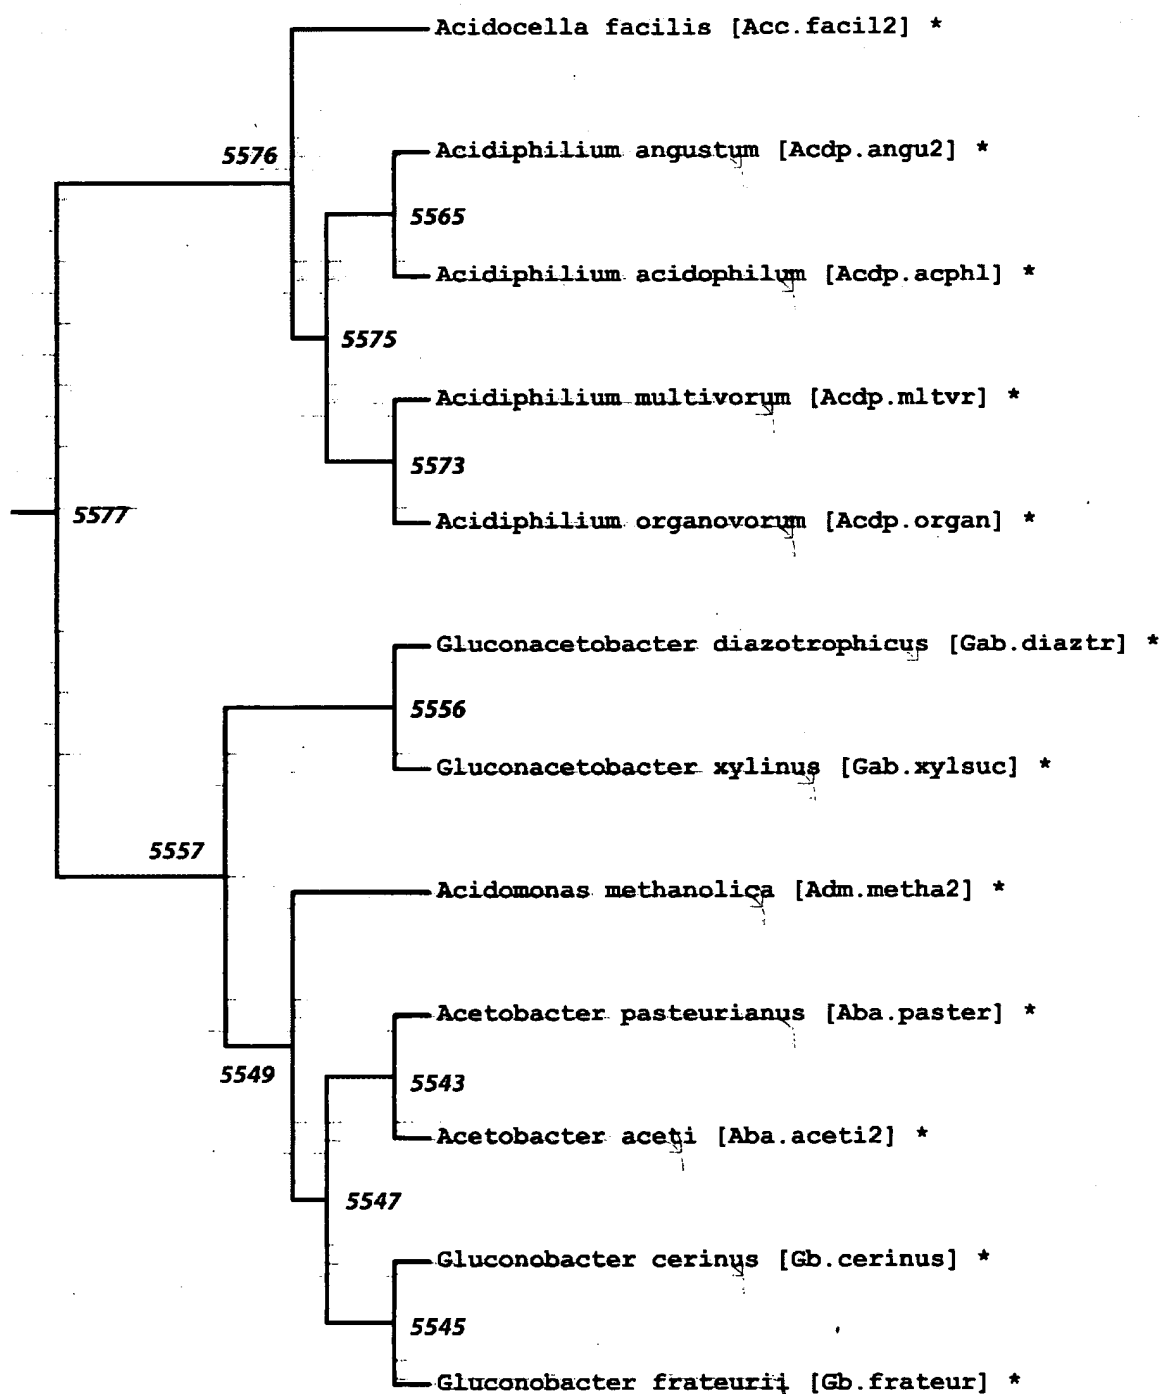 Acidocella facilis [Acc.facil2] *
5576
Acidiphilium angustum [Acdp.angu2] *
5565
Acidiphilium acidophilum [Acdp.acphl] *
5575
Acidiphilium multivorum [Acdp.mltvr] *
5573
5577
Acidiphilium organovorum [Acdp.organ] *
Gluconacetobacter diazotrophicus [Gab.diaztr] *
5556
Gluconacetobacter xylinus [Gab.xylsuc] *
5557
Acidomonas methanolica [Adm.metha2] *
Acetobacter pasteurianus [Aba.paster] *
5549
5543
Acetobacter aceti [Aba.aceti2] *
5547
Gluconobacter cerinus [Gb.cerinus] *
5545
Gluconobacter frateurii [Gb.frateur] *